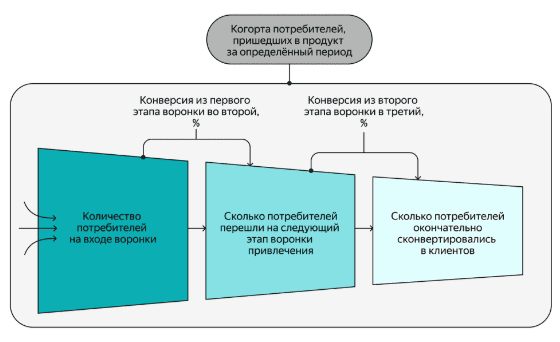 Когорта потребителей,
пришедших в продукт
за определённый период
Конверсия из первого
этапа воронки во второй,
%
Конверсия из второго
этапа воронки в третий,
%
Количество
потребителей
на входе воронки
Сколько потребителей
перешли на следующий
этап воронки
привлечения
Сколько потребителей
окончательно
сконвертировались
в клиентов